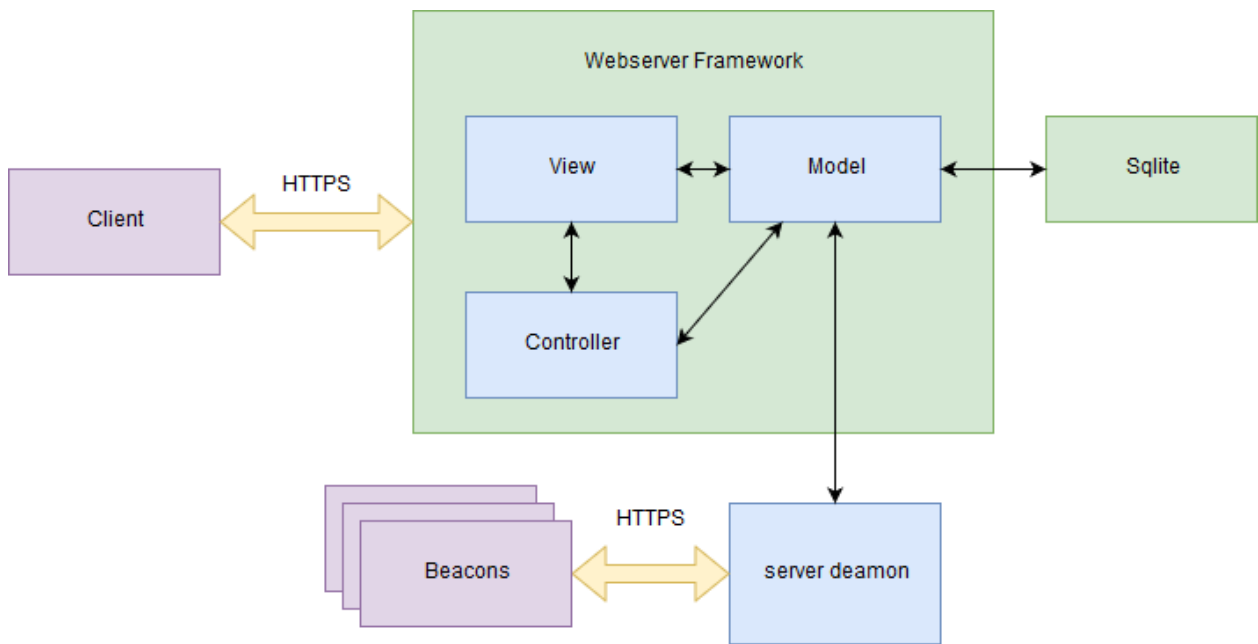 Webserver Framework
View
Model
Sqlite
HTTPS
Client
Controller
HTTPS
Beacons
server deamon